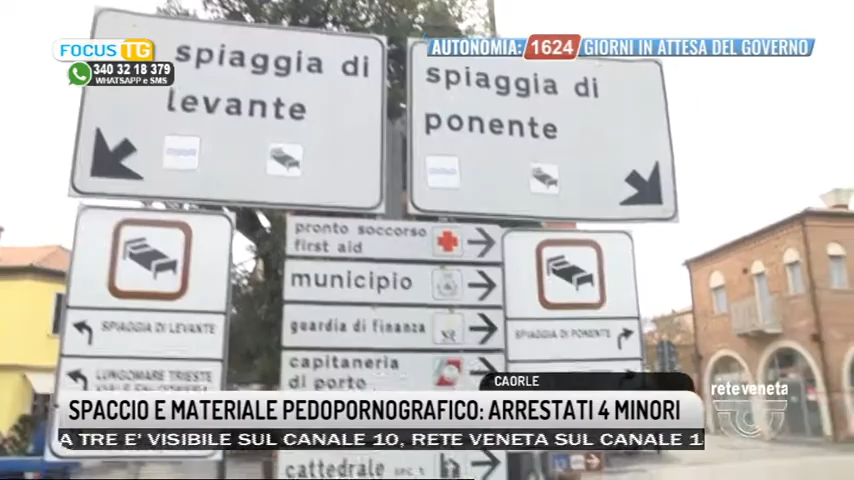 FOCUS TG
340 32 18 379
WHATSAPP e SMS
AUTONOMIA: 1624 GIORNI IN ATTESA DEL GOVERNO
spiaggia di
levante
spiaggia di
ponente
pronto soccorso
first aid
municipio
guardia di finanza
capitaneria
di porto
SPIAGGIA DI LEVANTE
LUNGOMARE TRIESTE
SPIAGGIA DI PONENTE
CAORLE
SPACCIO E MATERIALE PEDOPORNOGRAFICO: ARRESTATI 4 MINORI
reteveneta
A TRE E' VISIBILE SUL CANALE 10, RETE VENETA SUL CANALE 1
cattedrale